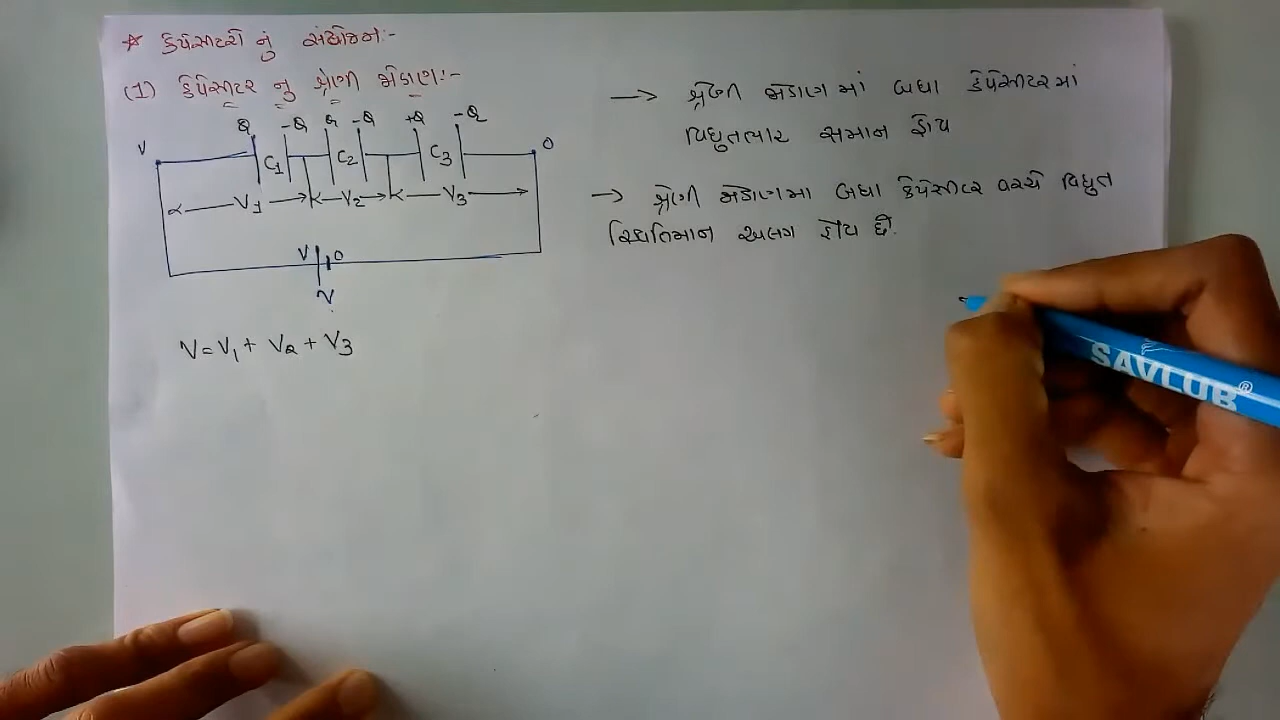 * કેપેસીટરો નું સંયોજન:-
(1) કેપેસીટર નુ શ્રેણી જોડાણ:-
Q -Q Q -Q +Q -Q
V C1 C2 C3 0
V1 V2 V3
V 0
V
V=V1+ V2 + V3
→ શ્રેણી જોડાણ માં બધા કેપેસીટરમાં
વિદ્યુતભાર સમાન હોય
→ શ્રેણી જોડાણમા બધા કેપેસીટર વચ્ચે વિદ્યુત
સ્થિતિમાન અલગ હોય છે.
SAVLUB®